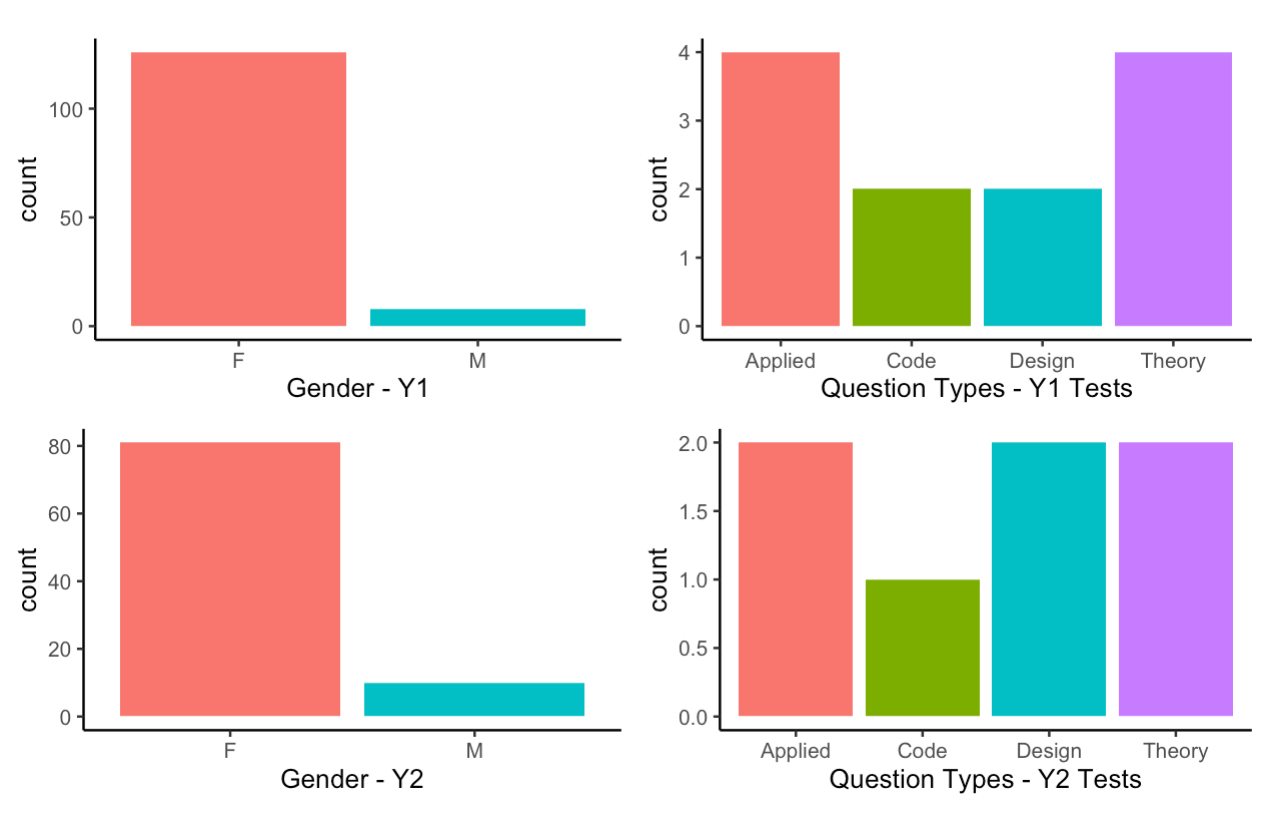 count
100
50
0
F
M
Gender - Y1
count
4
3
2
1
0
Applied
Code
Design
Theory
Question Types - Y1 Tests
count
80
60
40
20
0
F
M
Gender - Y2
count
2.0
1.5
1.0
0.5
0.0
Applied
Code
Design
Theory
Question Types - Y2 Tests